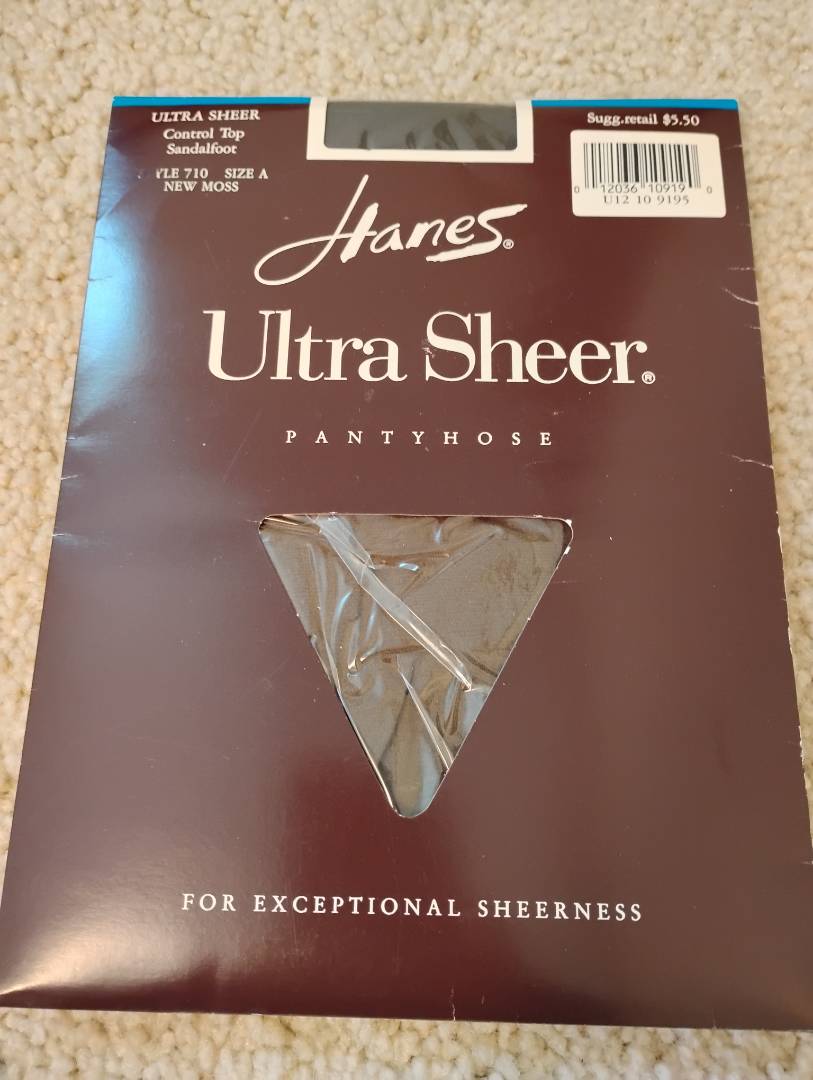 ULTRA SHEER
Control Top
Sandalfoot
710 SIZE A
NEW MOSS
Sugg.retail $5.50
0 12036 10919 0
U12 10 9195
Hanes®
Ultra Sheer®
PANTYHOSE
FOR EXCEPTIONAL SHEERNESS